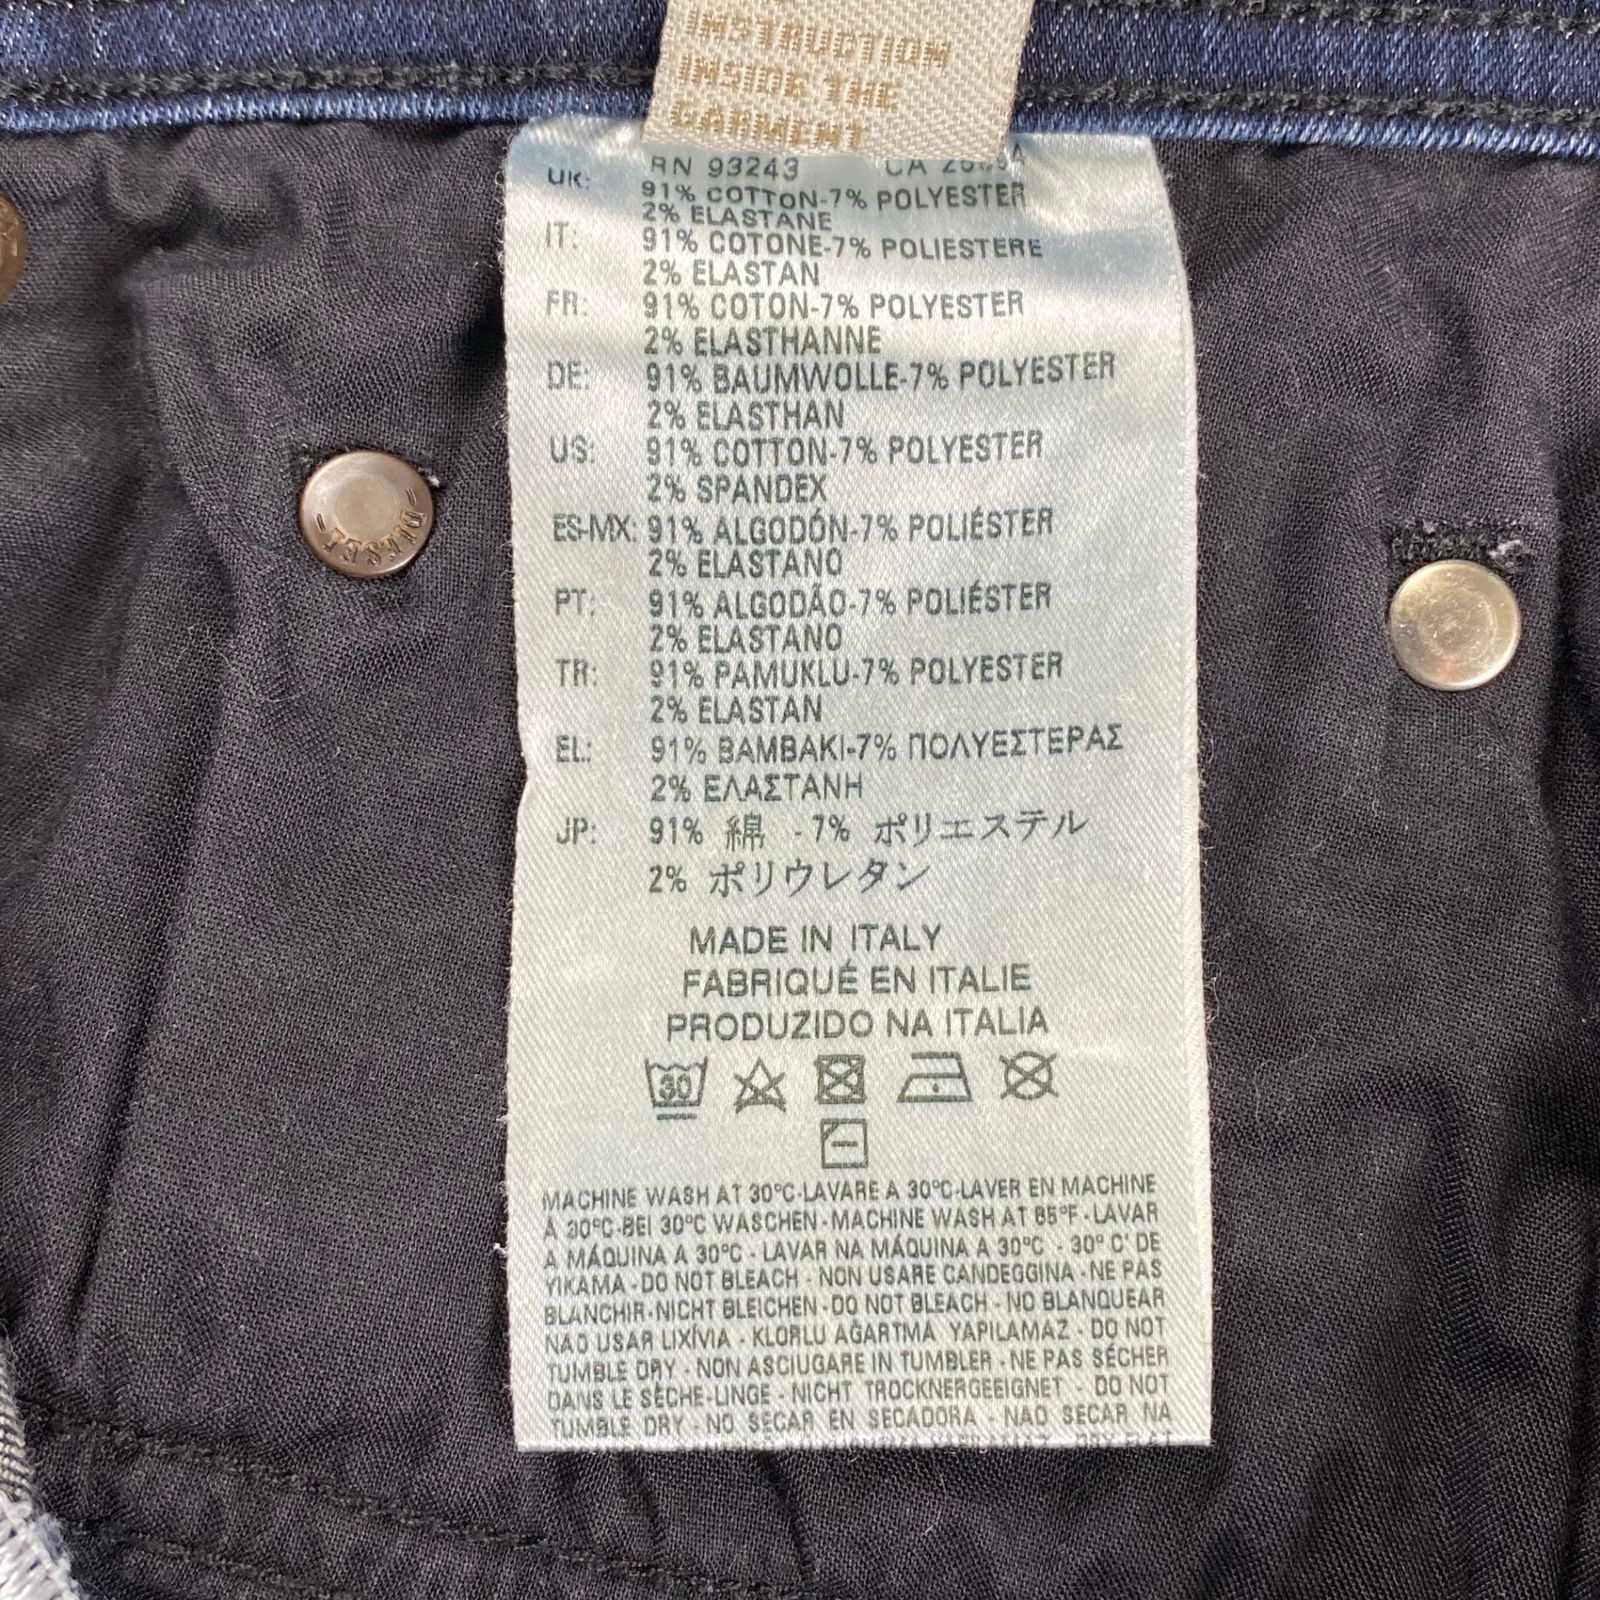 INSTRUCTION
INSIDE THE
GARMENT
RN 93243 CA
UK: 91% COTTON-7% POLYESTER
2% ELASTANE
IT: 91% COTONE-7% POLIESTERE
2% ELASTAN
FR: 91% COTON-7% POLYESTER
2% ELASTHANNE
DE: 91% BAUMWOLLE-7% POLYESTER
2% ELASTHAN
US: 91% COTTON-7% POLYESTER
2% SPANDEX
ES-MX: 91% ALGODÓN-7% POLIÉSTER
2% ELASTANO
PT: 91% ALGODÃO-7% POLIÉSTER
2% ELASTANO
TR: 91% PAMUKLU-7% POLYESTER
2% ELASTAN
EL: 91% BAMBAKI-7% ΠΟΛΥΕΣΤΕΡΑΣ
2% ΕΛΑΣΤΑΝΗ
JP: 91% 綿 - 7% ポリエステル
2% ポリウレタン
MADE IN ITALY
FABRIQUÉ EN ITALIE
PRODUZIDO NA ITALIA
30
MACHINE WASH AT 30°C-LAVARE A 30°C-LAVER EN MACHINE
A 30°C-BEI 30°C WASCHEN - MACHINE WASH AT 85°F - LAVAR
A MÁQUINA A 30°C - LAVAR NA MÁQUINA A 30°C - 30° C' DE
YIKAMA - DO NOT BLEACH - NON USARE CANDEGGINA - NE PAS
BLANCHIR-NICHT BLEICHEN - DO NOT BLEACH - NO BLANQUEAR
NAO USAR LIXÍVIA - KLORLU AĞARTMA YAPILAMAZ - DO NOT
TUMBLE DRY - NON ASCIUGARE IN TUMBLER - NE PAS SÉCHER
DANS LE SÈCHE-LINGE - NICHT TROCKNERGEEIGNET - DO NOT
TUMBLE DRY - NO SECAR EN SECADORA - NAO SECAR NA
DIESEL